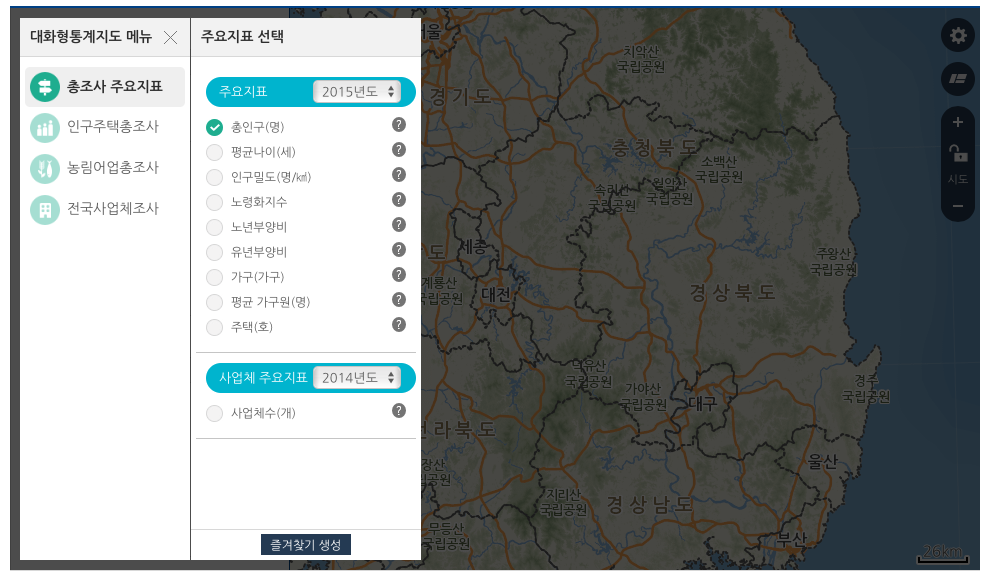 대화형통계지도 메뉴
총조사 주요지표
인구주택총조사
농림어업총조사
전국사업체조사
주요지표 선택
주요지표
2015년도
총인구(명)
?
평균나이(세)
?
인구밀도(명/㎢)
?
노령화지수
?
노년부양비
?
유년부양비
?
가구(가구)
?
평균 가구원(명)
?
주택(호)
?
사업체 주요지표
2014년도
사업체수(개)
?
즐겨찾기 생성
서울
치악산
국립공원
경기도
충청북도
소백산
국립공원
속리산
국립공원
월악산
국립공원
도
세종
계룡산
국립공원
대전
주왕산
국립공원
경상북도
덕유산
국립공원
가야산
국립공원
대구
경주
국립공원
전라북도
울산
지리산
국립공원
경상남도
무등산
국립공원
부산
+
시도
−
26km